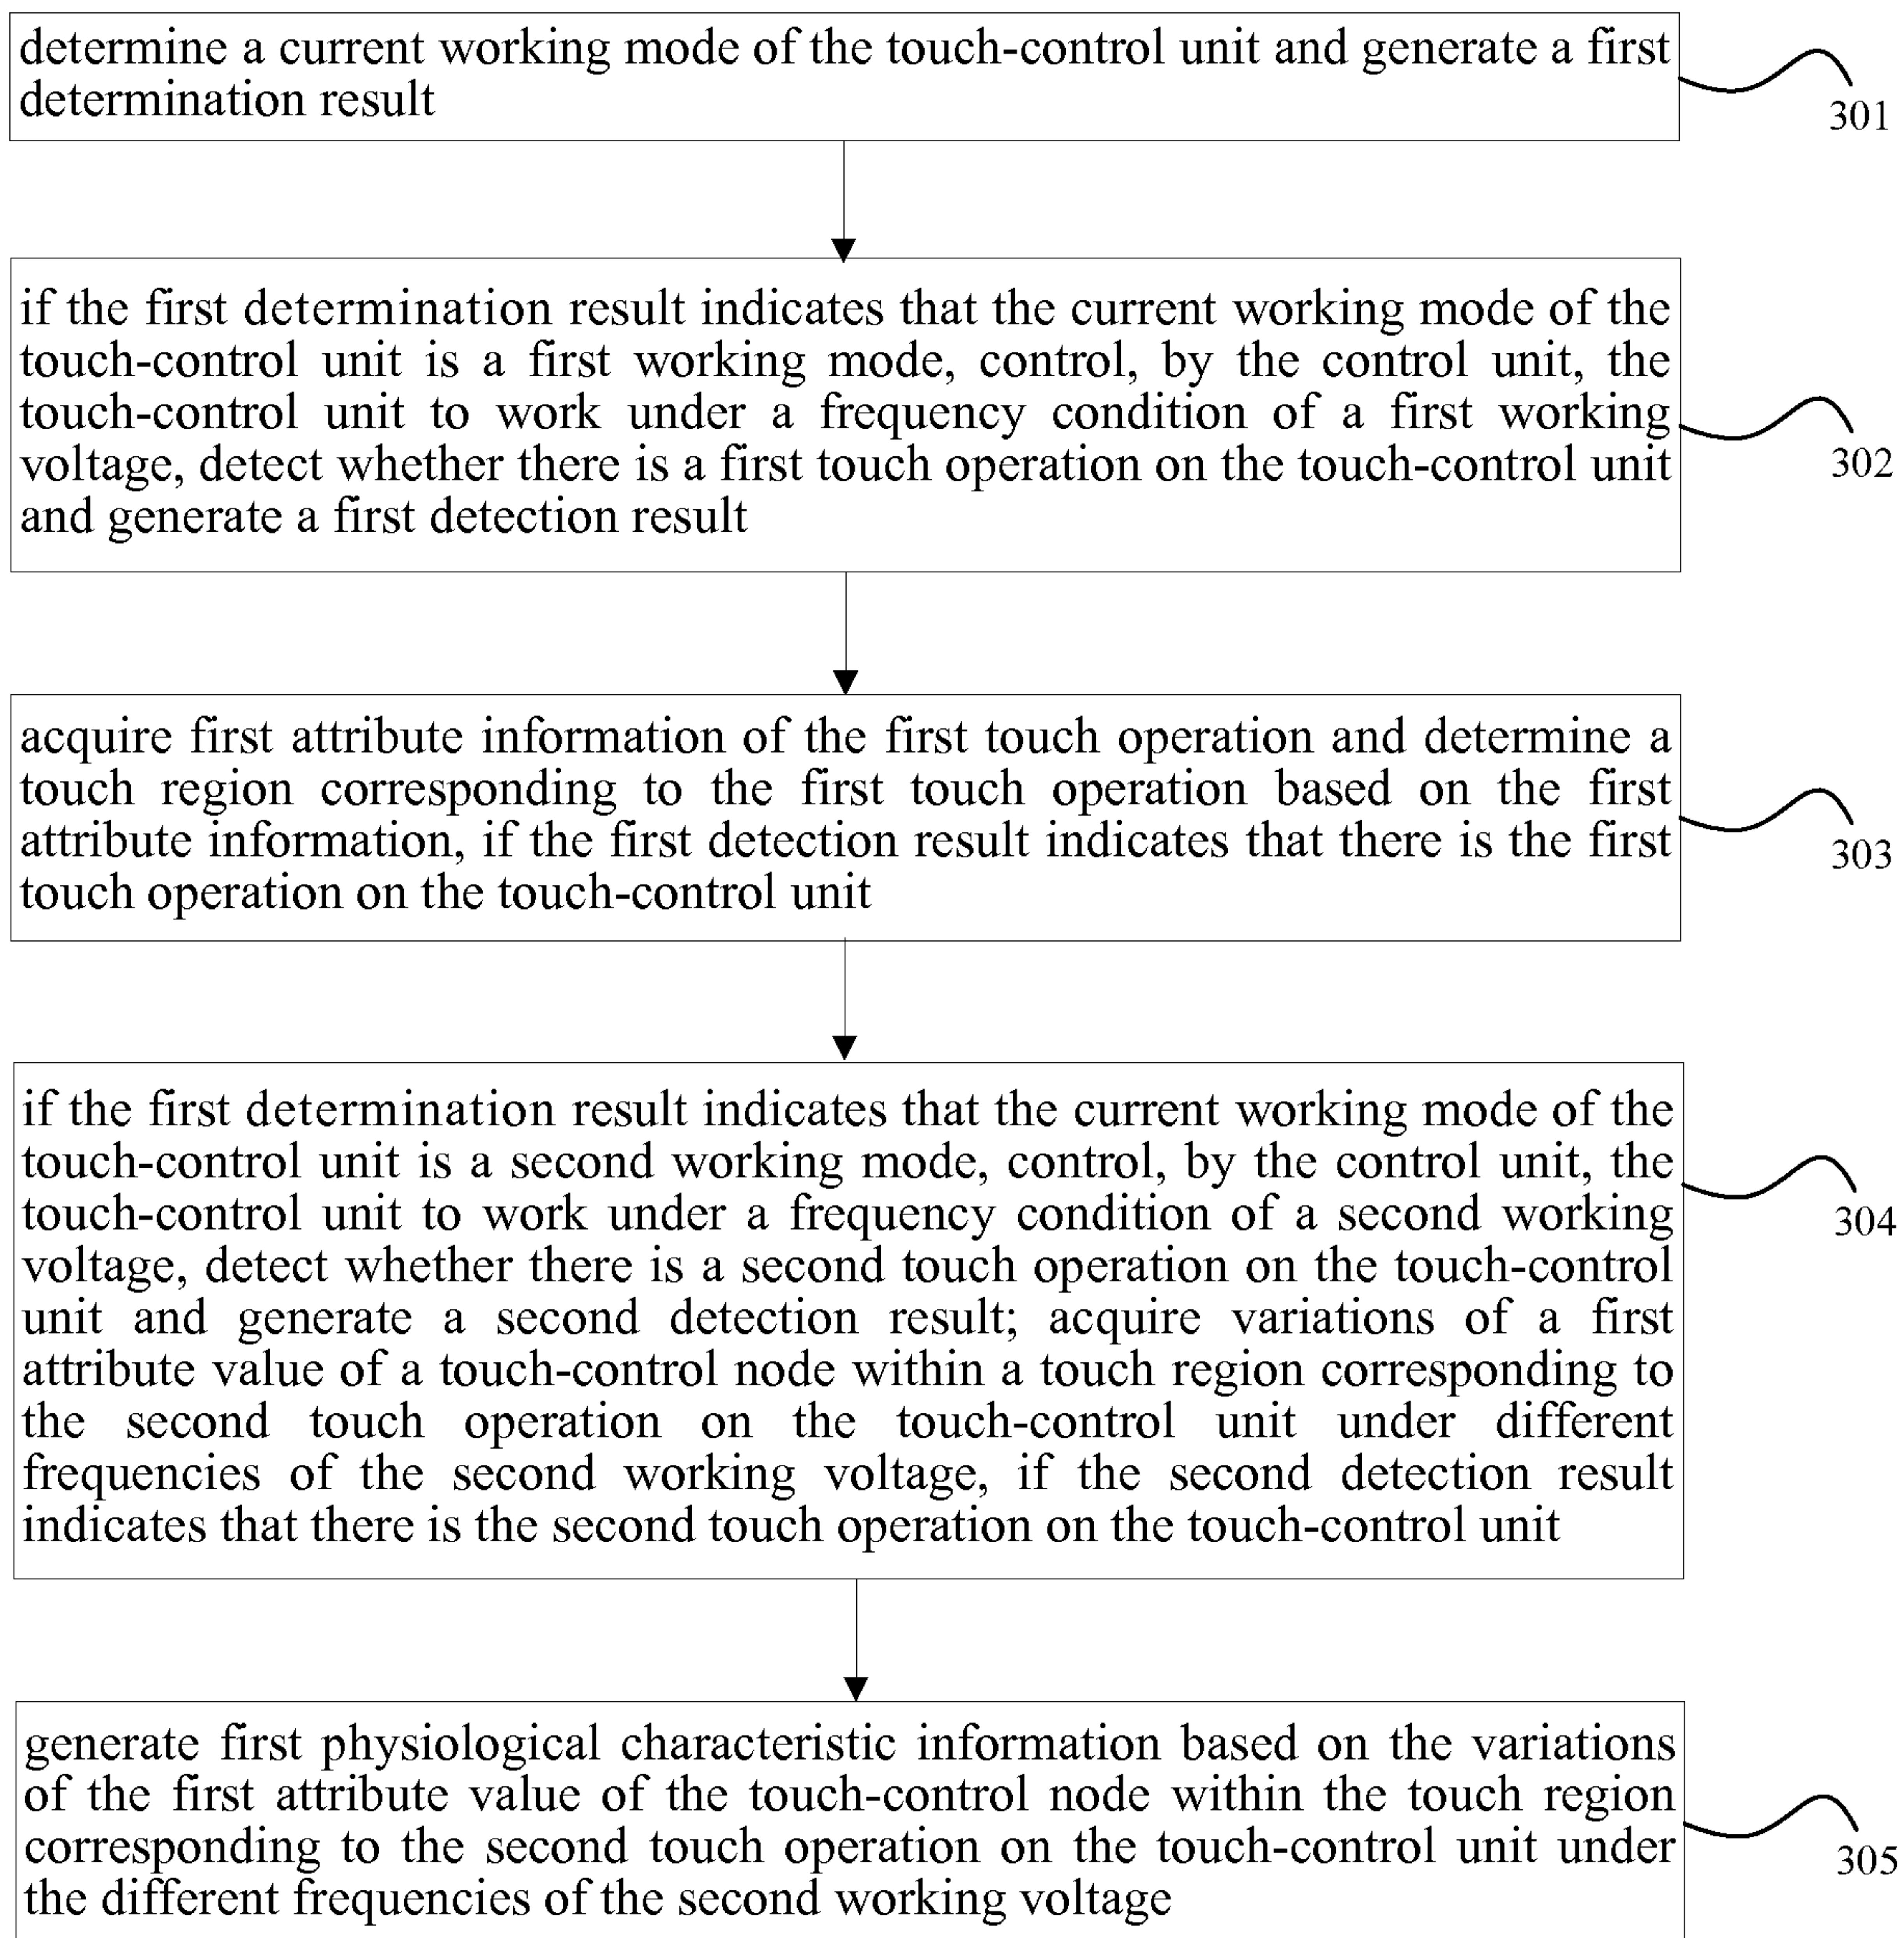 determine a current working mode of the touch-control unit and generate a first
determination result
301
if the first determination result indicates that the current working mode of the
touch-control unit is a first working mode, control, by the control unit, the
touch-control unit to work under a frequency condition of a first working
voltage, detect whether there is a first touch operation on the touch-control unit
and generate a first detection result
302
acquire first attribute information of the first touch operation and determine a
touch region corresponding to the first touch operation based on the first
attribute information, if the first detection result indicates that there is the first
touch operation on the touch-control unit
303
if the first determination result indicates that the current working mode of the
touch-control unit is a second working mode, control, by the control unit, the
touch-control unit to work under a frequency condition of a second working
voltage, detect whether there is a second touch operation on the touch-control
unit and generate a second detection result; acquire variations of a first
attribute value of a touch-control node within a touch region corresponding to
the second touch operation on the touch-control unit under different
frequencies of the second working voltage, if the second detection result
indicates that there is the second touch operation on the touch-control unit
304
generate first physiological characteristic information based on the variations
of the first attribute value of the touch-control node within the touch region
corresponding to the second touch operation on the touch-control unit under
the different frequencies of the second working voltage
305